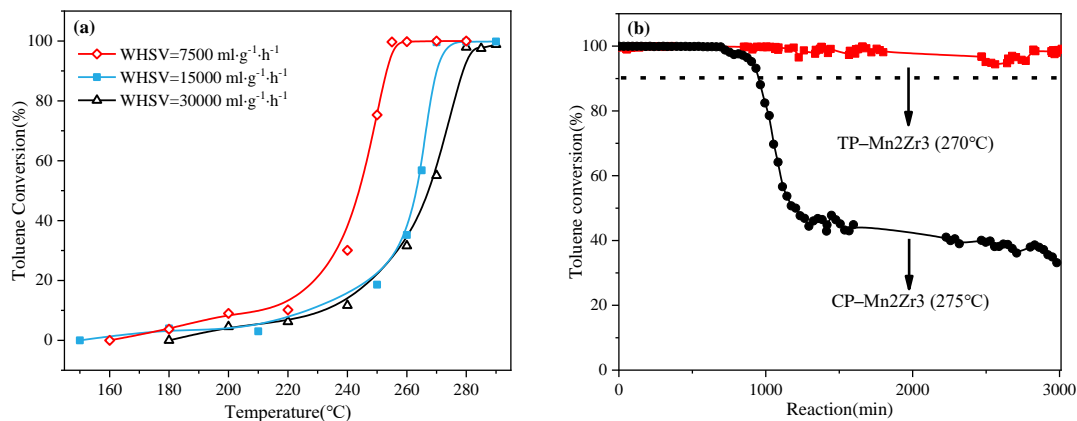 (a)
WHSV=7500 ml·g⁻¹·h⁻¹
WHSV=15000 ml·g⁻¹·h⁻¹
WHSV=30000 ml·g⁻¹·h⁻¹
100
80
60
40
20
0
Toluene Conversion(%)
160 180 200 220 240 260 280
Temperature(℃)
(b)
100
80
60
40
20
0
Toluene conversion(%)
TP–Mn2Zr3 (270℃)
CP–Mn2Zr3 (275℃)
0 1000 2000 3000
Reaction(min)